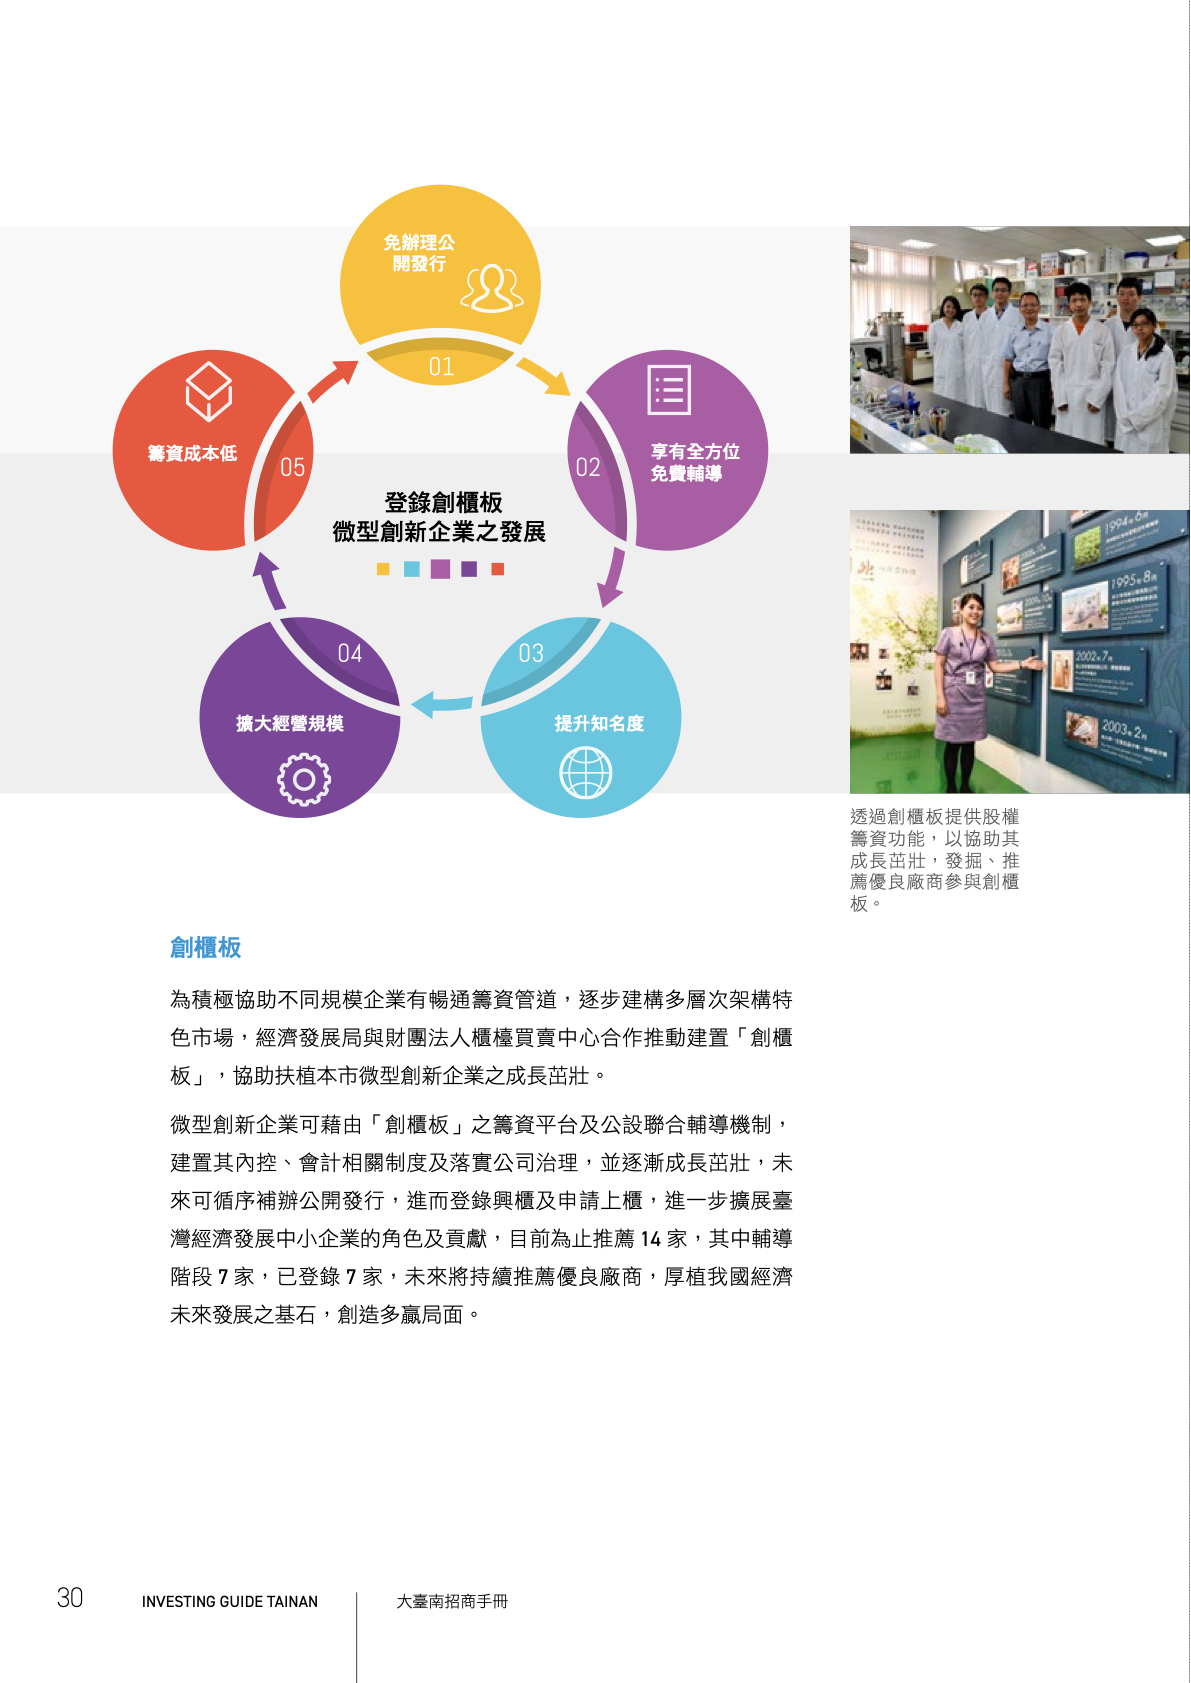 免辦理公
開發行
01
享有全方位
免費輔導
02
提升知名度
03
擴大經營規模
04
籌資成本低
05
登錄創櫃板
微型創新企業之發展
1994年6月
1995年8月
2002年7月
2003年2月
透過創櫃板提供股權
籌資功能，以協助其
成長茁壯，發掘、推
薦優良廠商參與創櫃
板。
創櫃板
為積極協助不同規模企業有暢通籌資管道，逐步建構多層次架構特
色市場，經濟發展局與財團法人櫃檯買賣中心合作推動建置「創櫃
板」，協助扶植本市微型創新企業之成長茁壯。
微型創新企業可藉由「創櫃板」之籌資平台及公設聯合輔導機制，
建置其內控、會計相關制度及落實公司治理，並逐漸成長茁壯，未
來可循序補辦公開發行，進而登錄興櫃及申請上櫃，進一步擴展臺
灣經濟發展中小企業的角色及貢獻，目前為止推薦 14 家，其中輔導
階段 7 家，已登錄 7 家，未來將持續推薦優良廠商，厚植我國經濟
未來發展之基石，創造多贏局面。
30 INVESTING GUIDE TAINAN 大臺南招商手冊